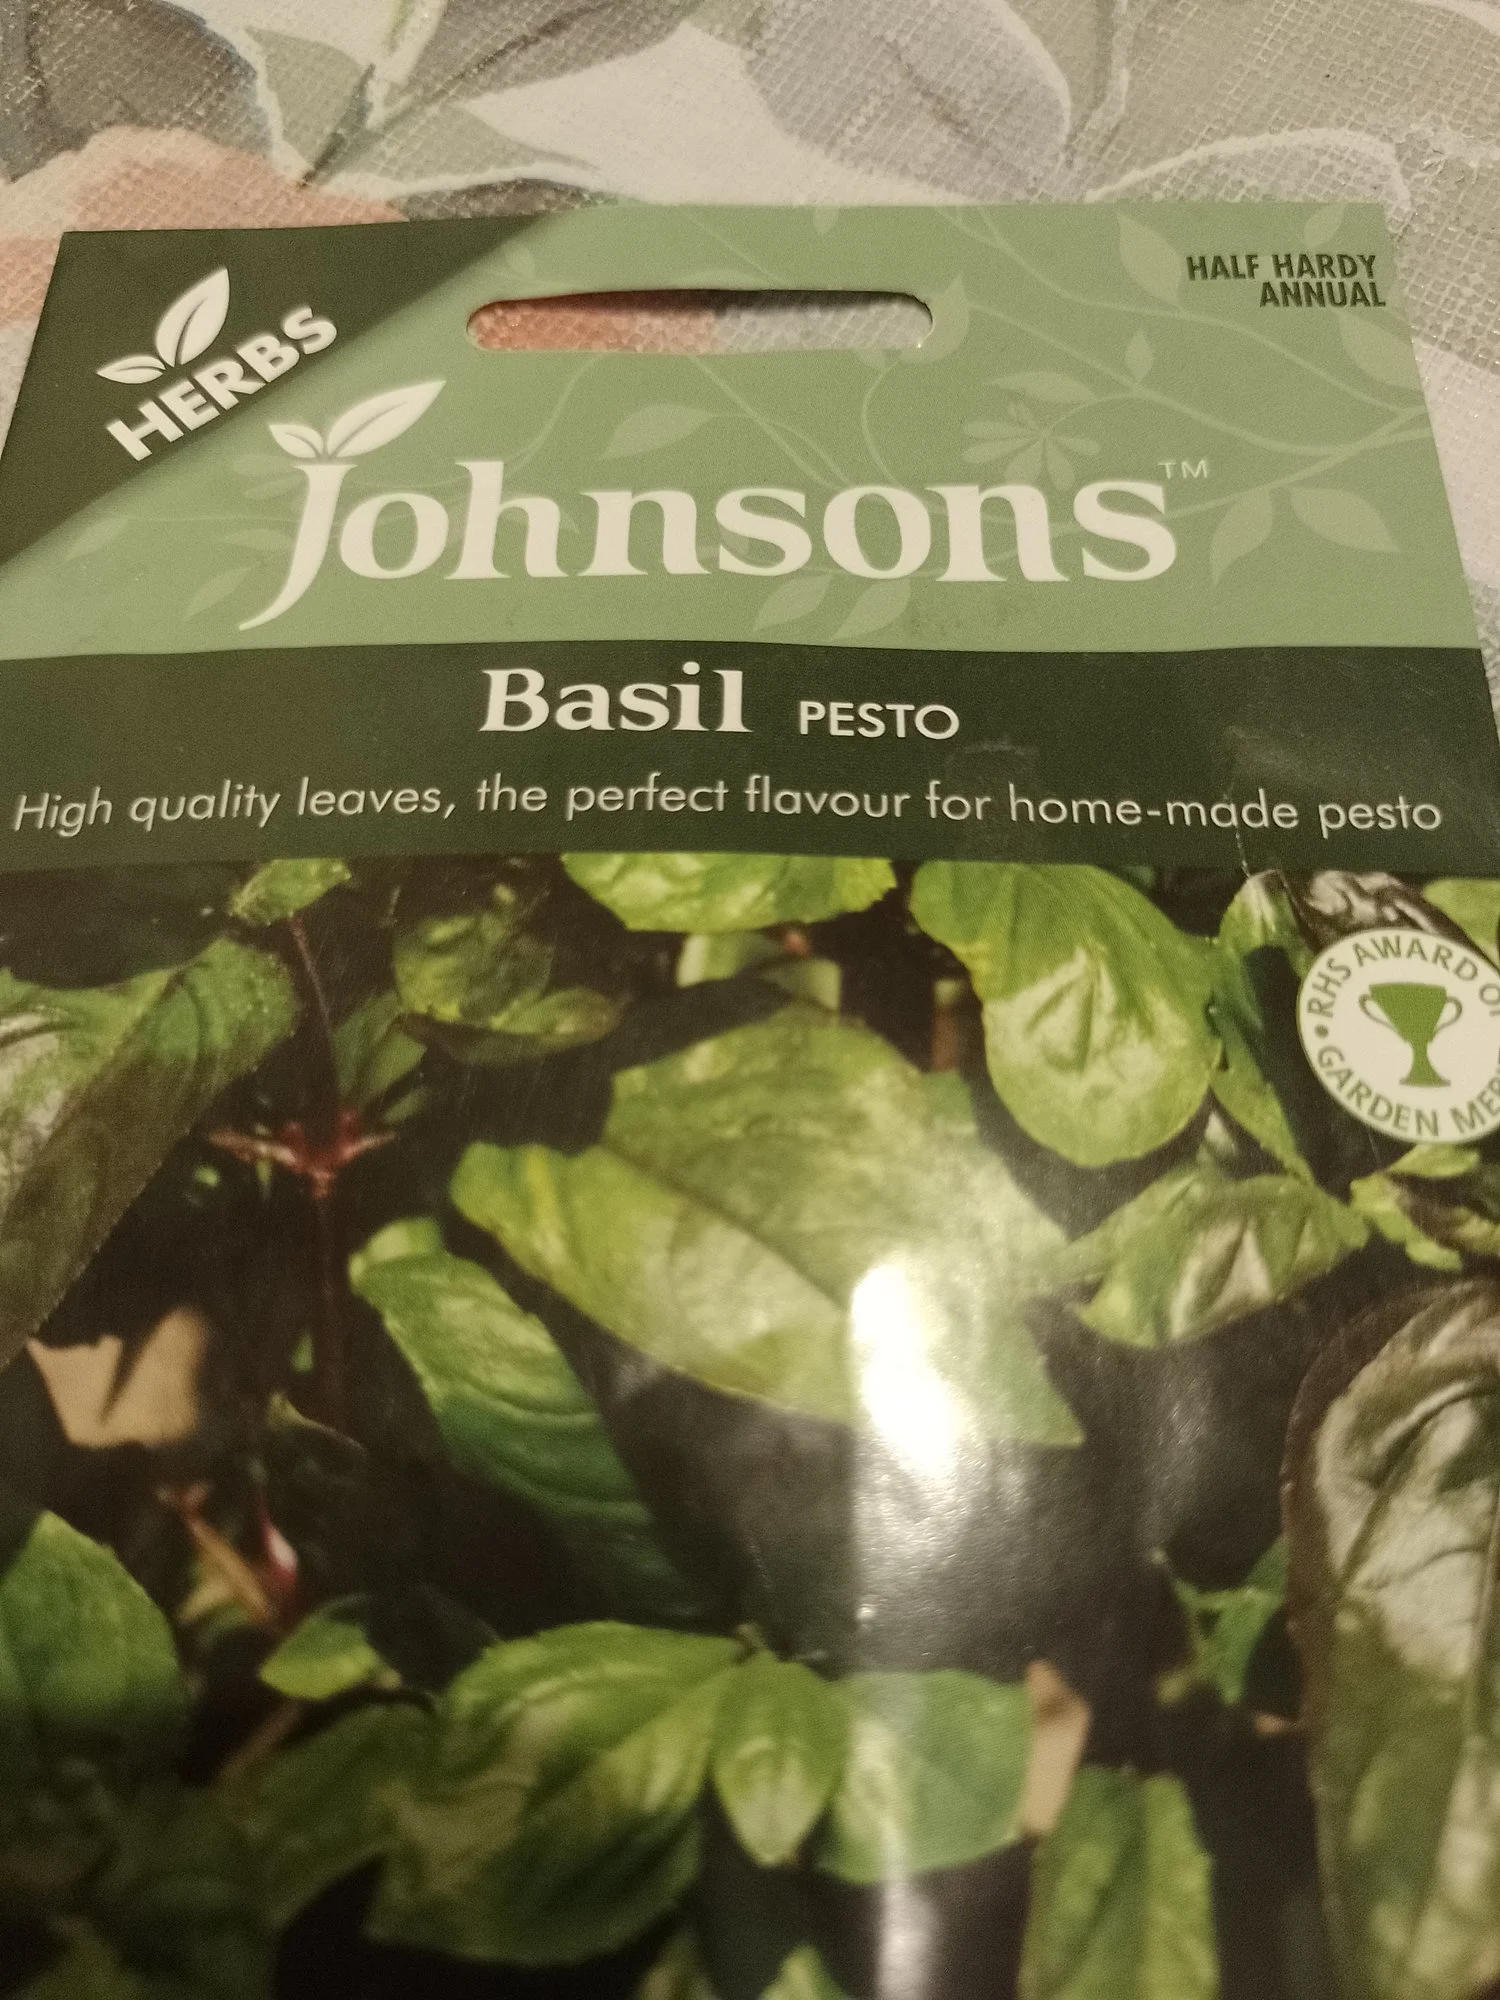 HALF HARDY
ANNUAL
HERBS
Johnsons™
Basil PESTO
High quality leaves, the perfect flavour for home-made pesto
RHS AWARD OF
GARDEN